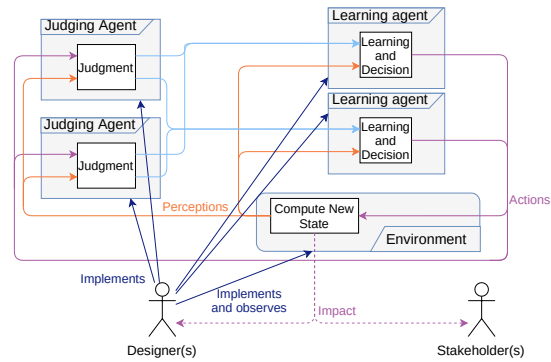 Judging Agent
Judgment
Learning agent
Learning
and
Decision
Learning agent
Learning
and
Decision
Judging Agent
Judgment
Perceptions
Compute New
State
Actions
Environment
Implements
Implements
and observes
Impact
Designer(s)
Stakeholder(s)